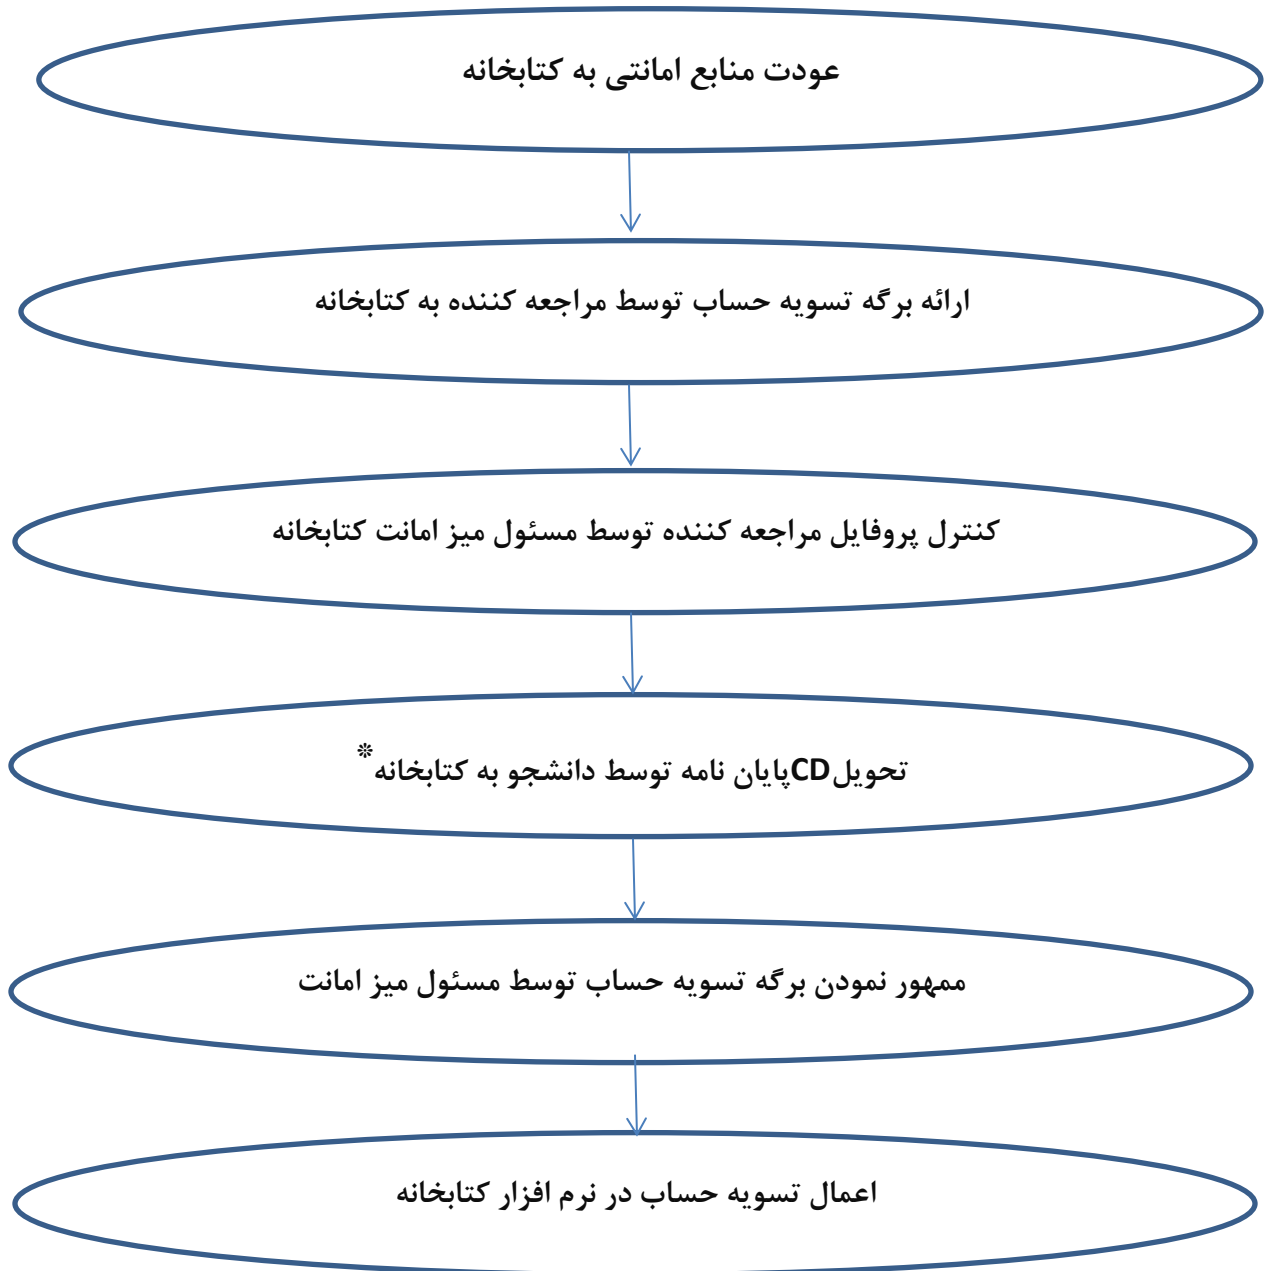 عودت منابع امانتی به کتابخانه
ارائه برگه تسویه حساب توسط مراجعه کننده به کتابخانه
کنترل پروفایل مراجعه کننده توسط مسئول میز امانت کتابخانه
تحویلCDپایان نامه توسط دانشجو به کتابخانه*
ممهور نمودن برگه تسویه حساب توسط مسئول میز امانت
اعمال تسویه حساب در نرم افزار کتابخانه